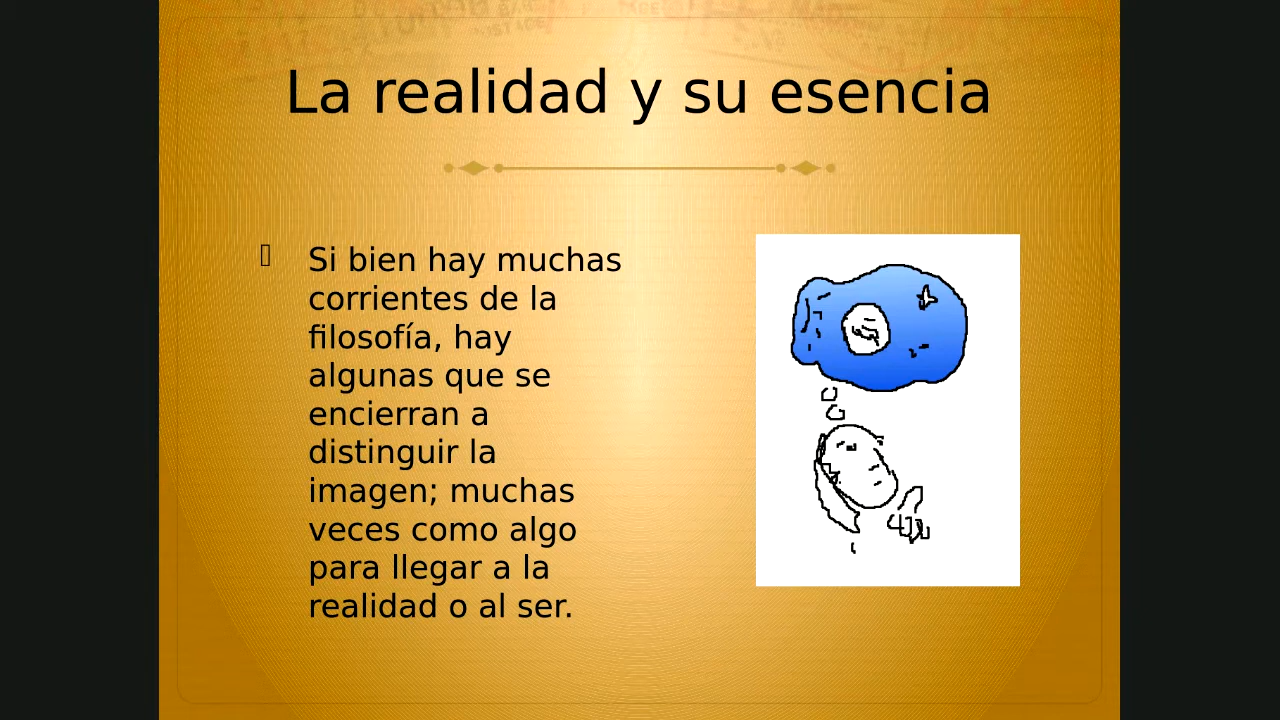 La realidad y su esencia
Si bien hay muchas
corrientes de la
filosofía, hay
algunas que se
encierran a
distinguir la
imagen; muchas
veces como algo
para llegar a la
realidad o al ser.